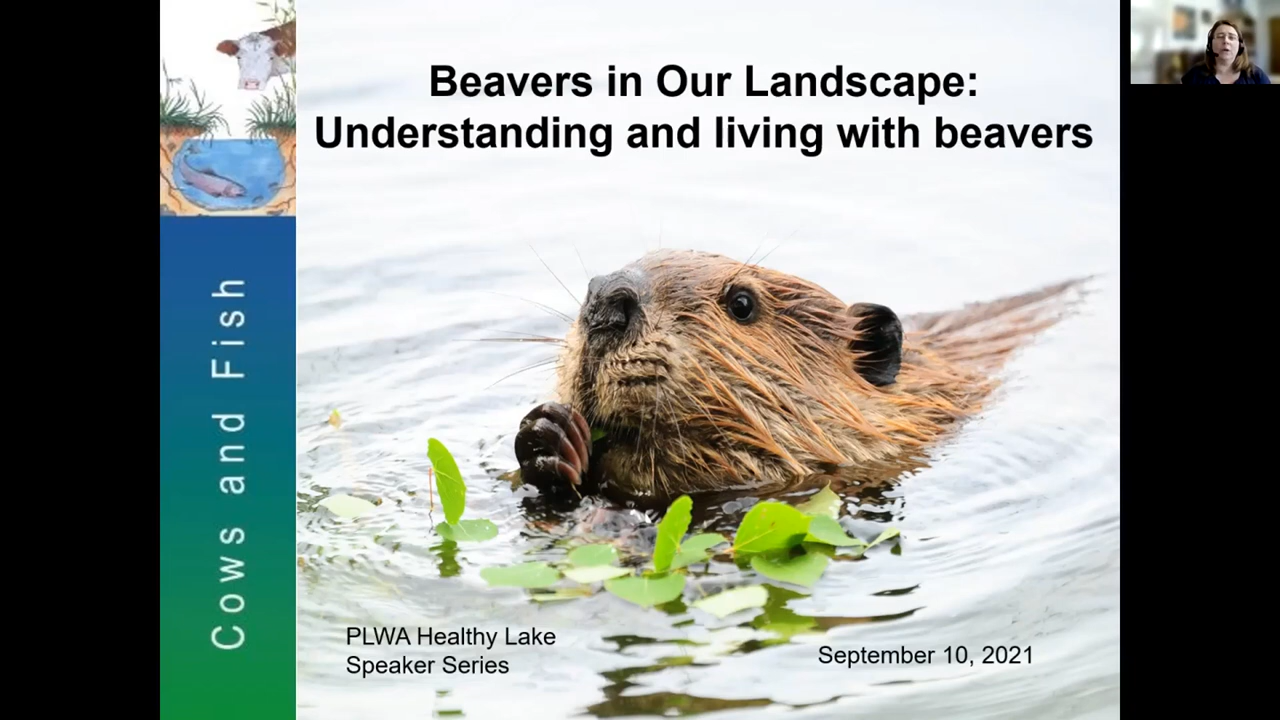 Beavers in Our Landscape:
Understanding and living with beavers
Cows and Fish
PLWA Healthy Lake
Speaker Series
September 10, 2021